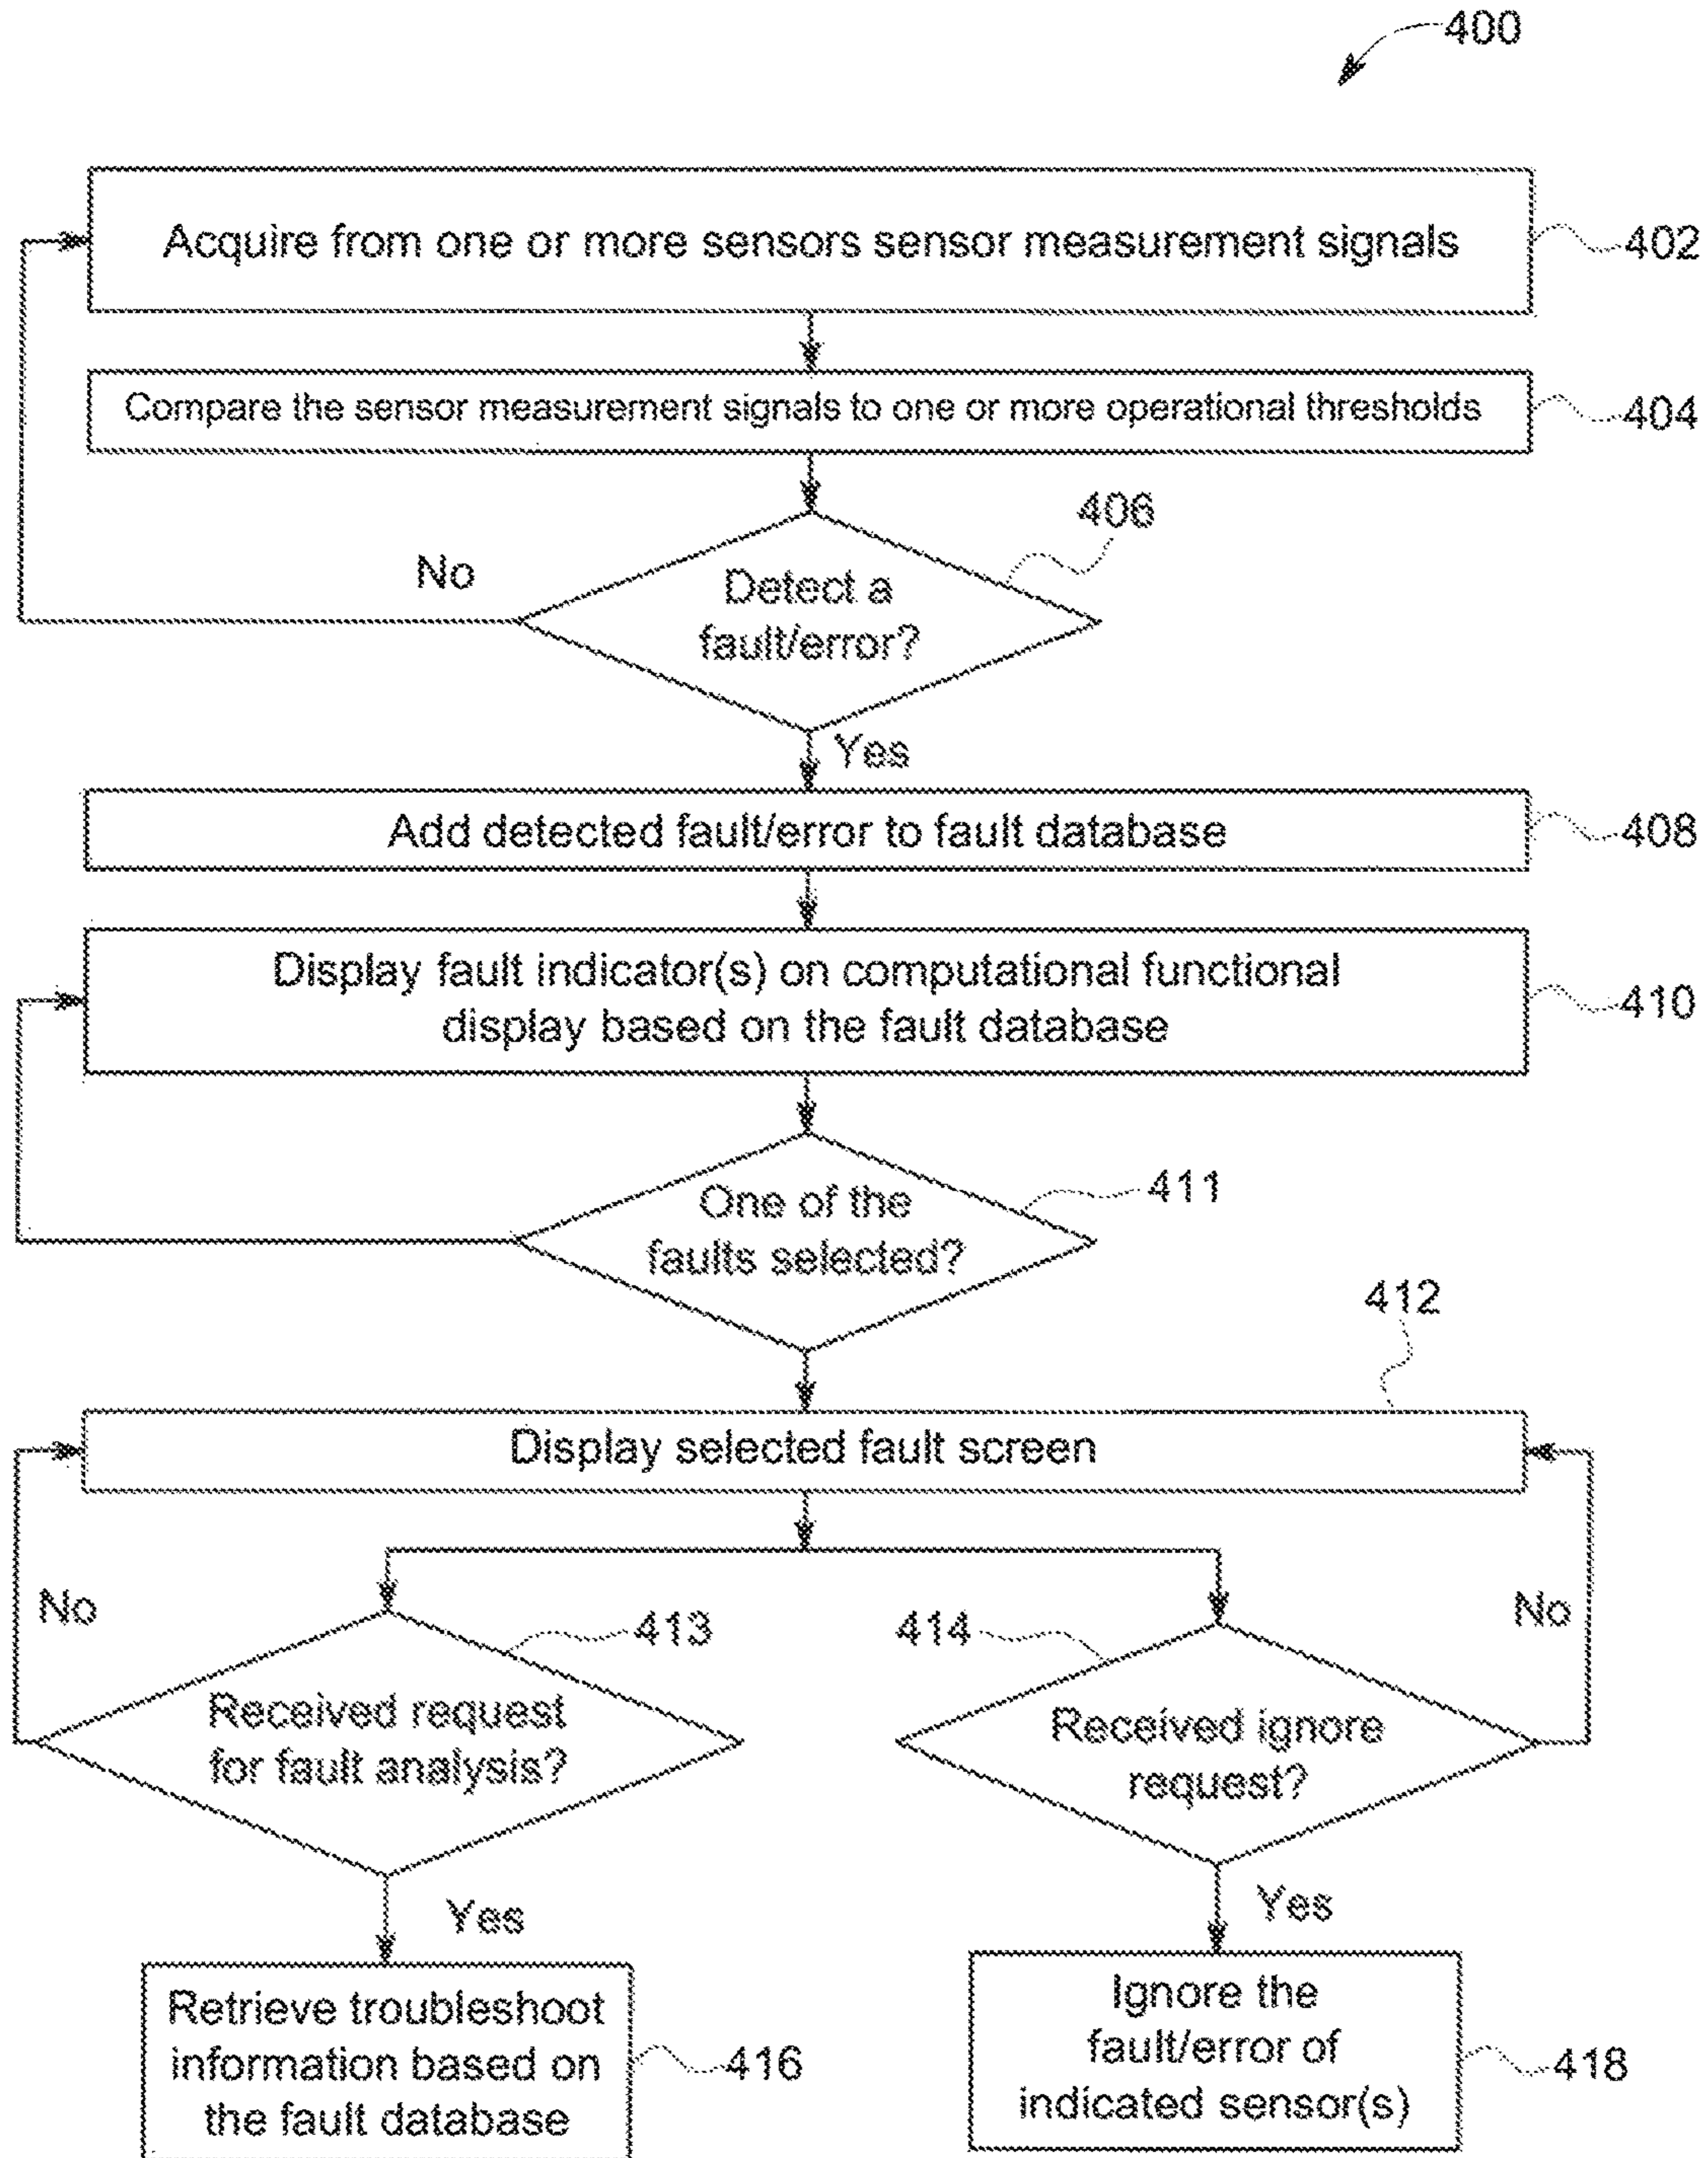 400
Acquire from one or more sensors sensor measurement signals
402
Compare the sensor measurement signals to one or more operational thresholds
404
406
No
Detect a
fault/error?
Yes
Add detected fault/error to fault database
408
Display fault indicator(s) on computational functional
display based on the fault database
410
One of the
faults selected?
411
412
Display selected fault screen
No
413
414
No
Received request
for fault analysis?
Received ignore
request?
Yes
Yes
Retrieve troubleshoot
information based on
the fault database
416
Ignore the
fault/error of
indicated sensor(s)
418